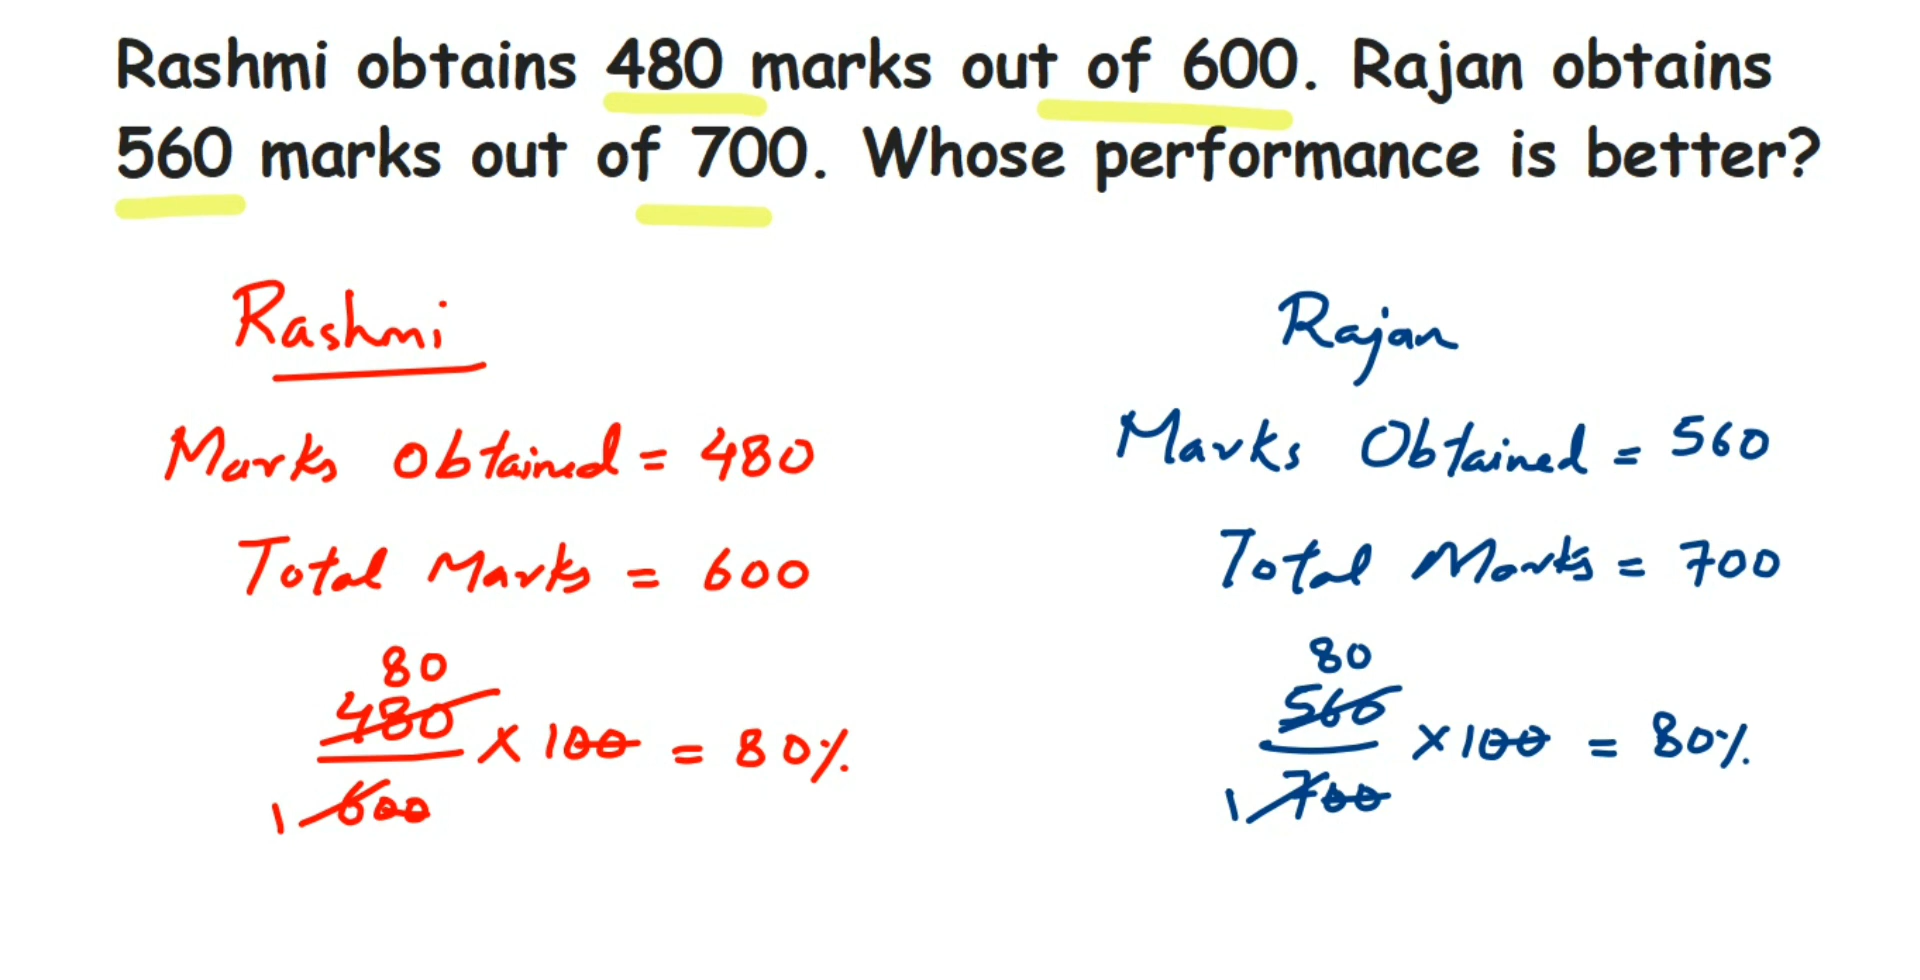 Rashmi obtains 480 marks out of 600. Rajan obtains
560 marks out of 700. Whose performance is better?
Rashmi
Marks Obtained = 480
Total Marks = 600
80
480
× 100 = 80%
1 600
Rajan
Marks Obtained = 560
Total Marks = 700
80
560
× 100 = 80%
1 700